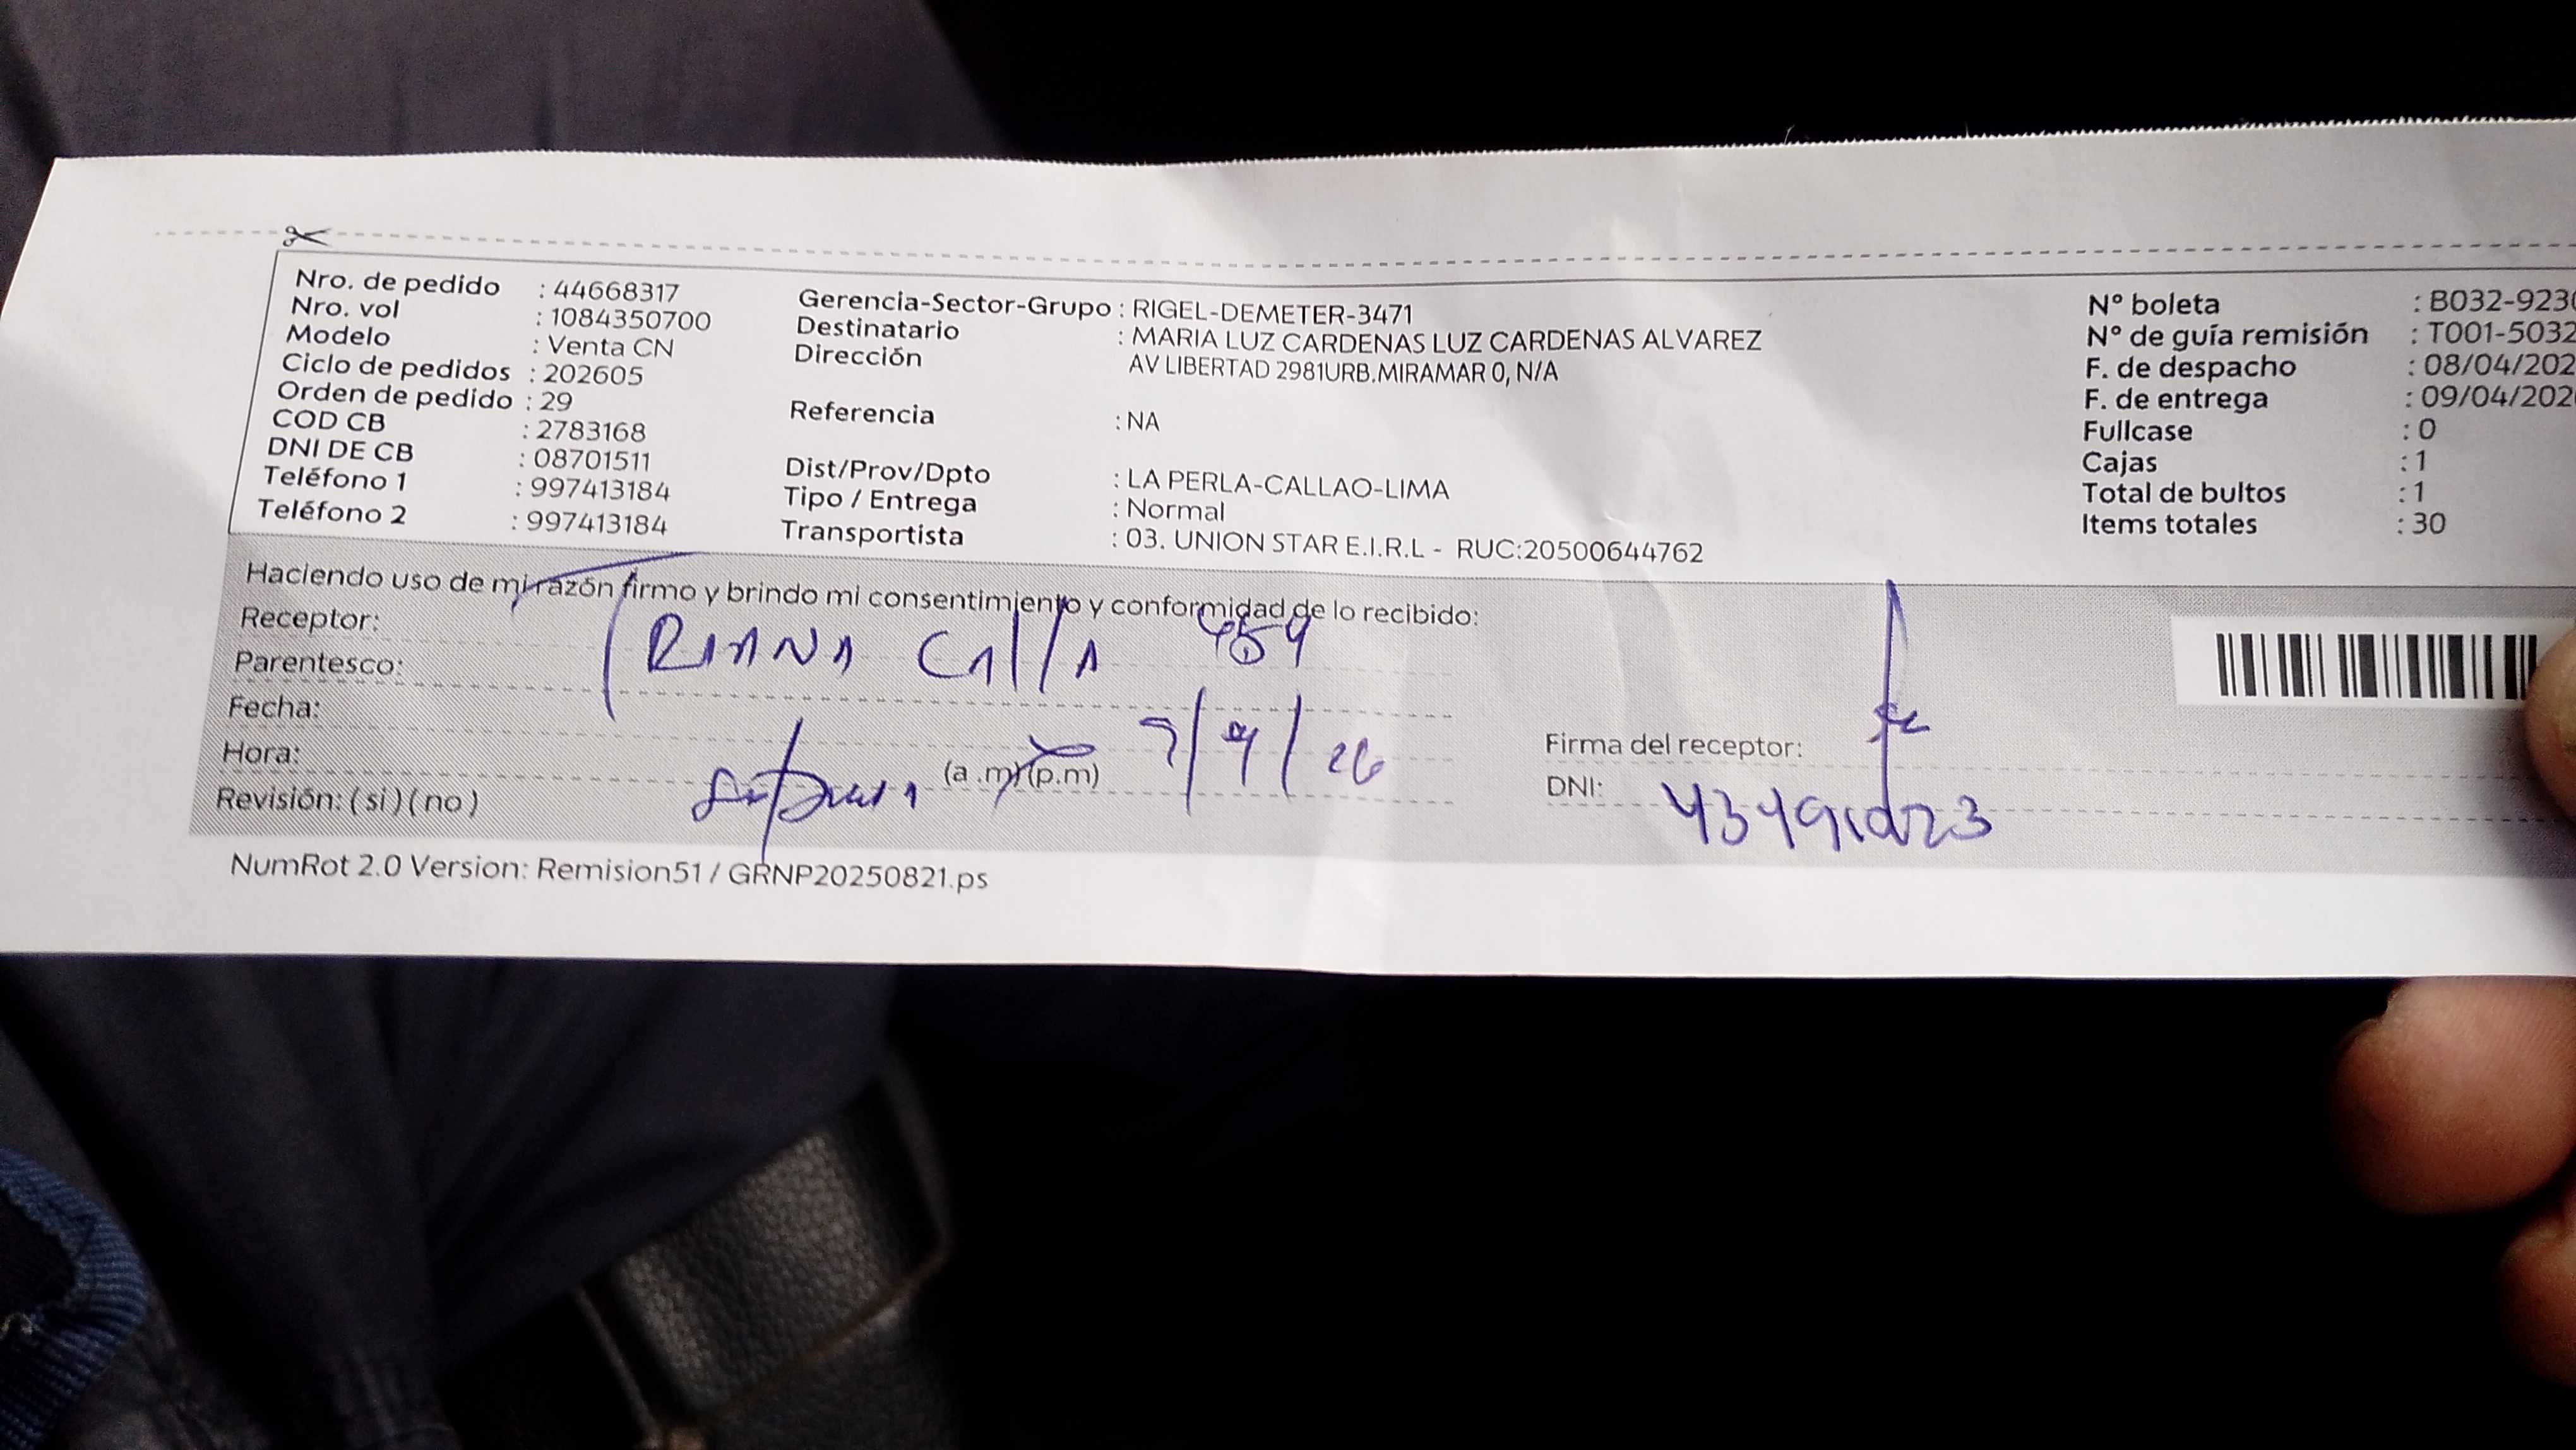 Nro. de pedido : 44668317
Nro. vol : 1084350700
Modelo : Venta CN
Ciclo de pedidos : 202605
Orden de pedido : 29
COD CB : 2783168
DNI DE CB : 08701511
Teléfono 1 : 997413184
Teléfono 2 : 997413184
Gerencia-Sector-Grupo : RIGEL-DEMETER-3471
Destinatario : MARIA LUZ CARDENAS LUZ CARDENAS ALVAREZ
Dirección AV LIBERTAD 2981URB.MIRAMAR 0, N/A
Referencia : NA
Dist/Prov/Dpto : LA PERLA-CALLAO-LIMA
Tipo / Entrega : Normal
Transportista : 03. UNION STAR E.I.R.L - RUC:20500644762
Nº boleta : B032-923
Nº de guía remisión : T001-5032
F. de despacho : 08/04/202
F. de entrega : 09/04/202
Fullcase : 0
Cajas : 1
Total de bultos : 1
Items totales : 30
Haciendo uso de mi razón firmo y brindo mi consentimiento y conformidad de lo recibido:
Receptor:
Parentesco:
Fecha:
Hora: (a.m)(p.m)
Revisión: (si)(no)
Firma del receptor:
DNI:
NumRot 2.0 Version: Remision51 / GRNP20250821.ps